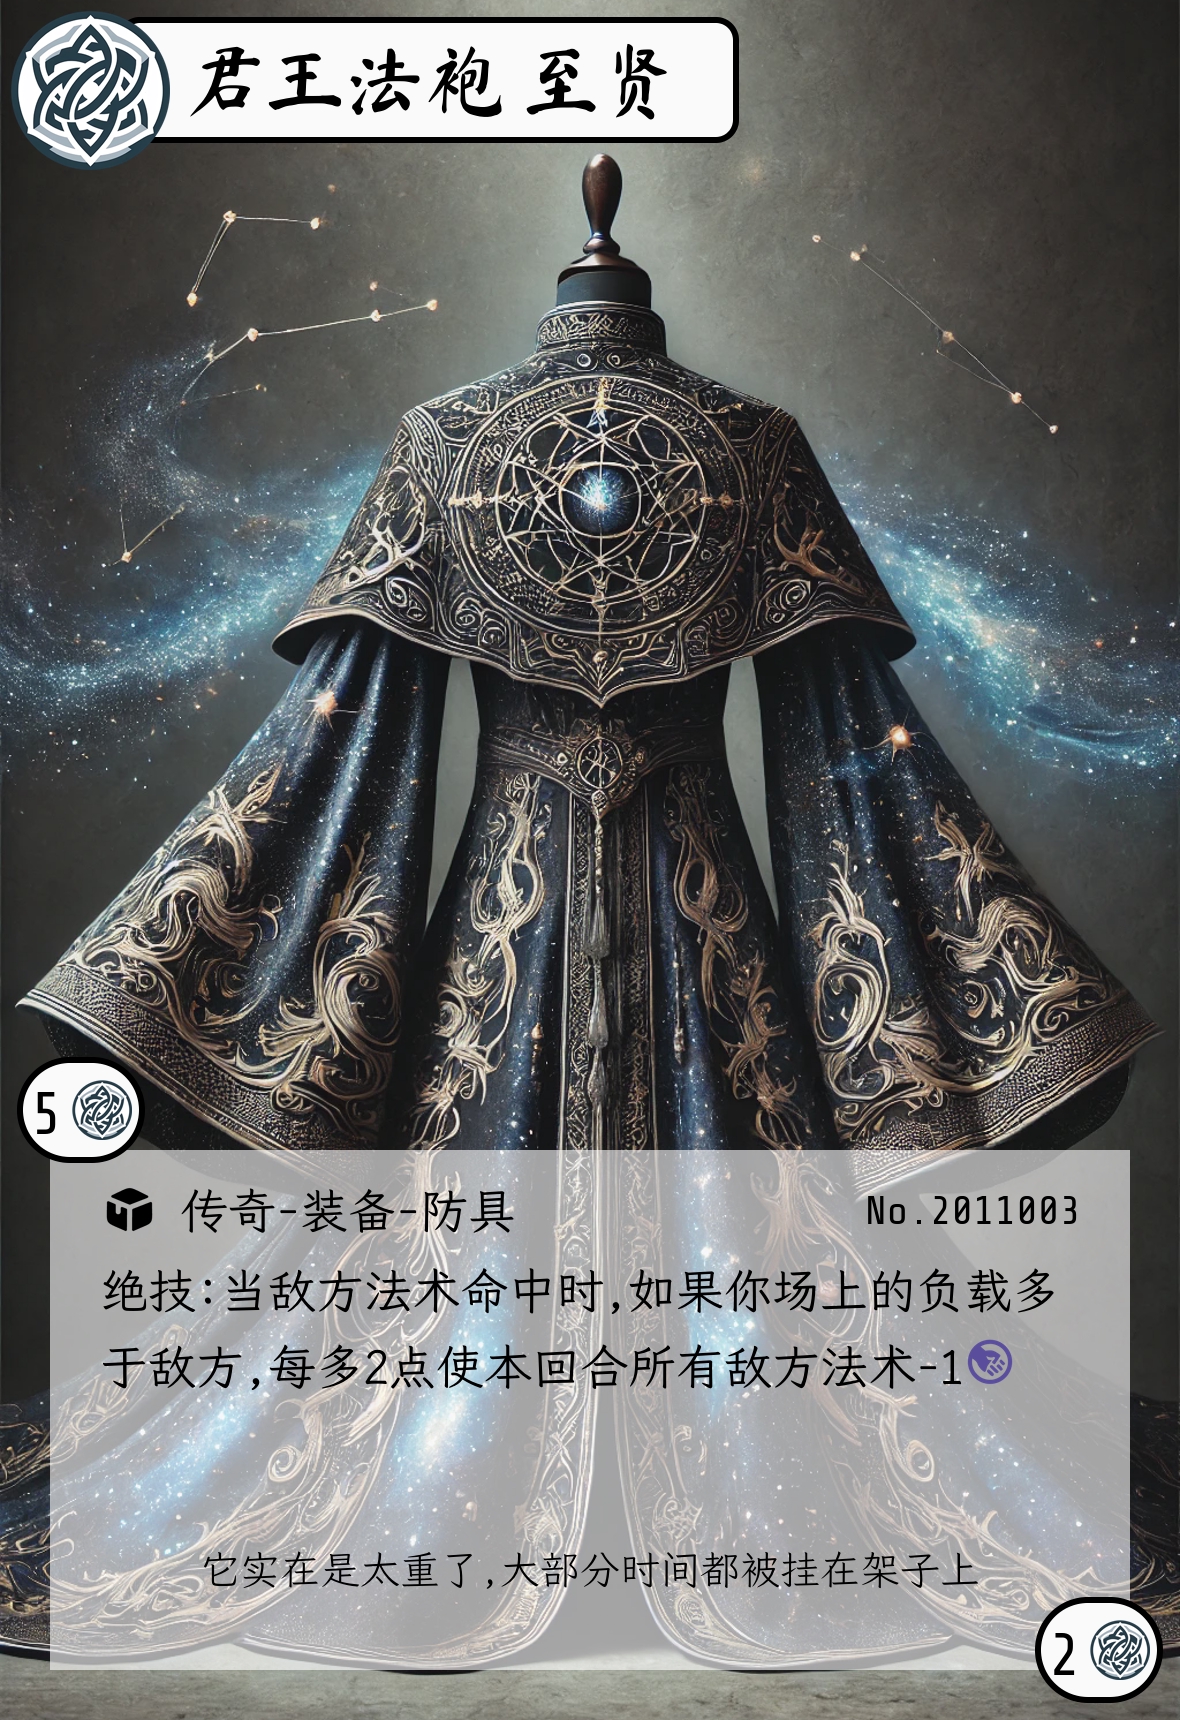 君王法袍 至贤
5
传奇-装备-防具
No.2011003
绝技:当敌方法术命中时,如果你场上的负载多
于敌方,每多2点使本回合所有敌方法术-1
它实在是太重了,大部分时间都被挂在架子上
2